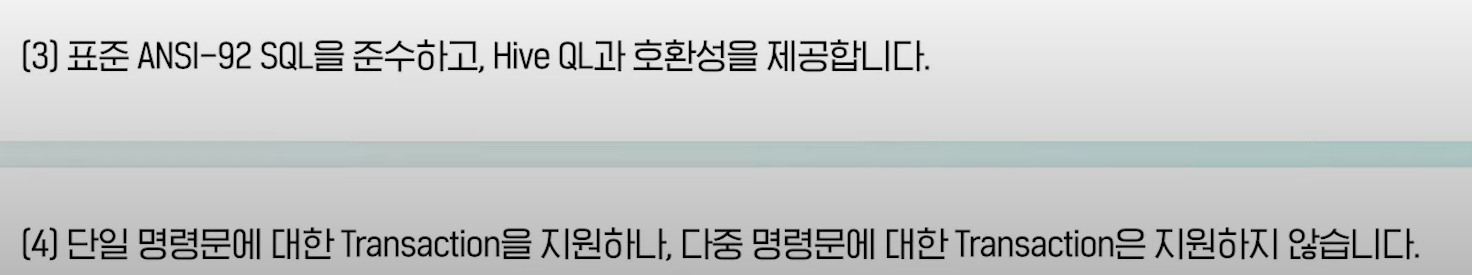 (3) 표준 ANSI-92 SQL을 준수하고, Hive QL과 호환성을 제공합니다.
(4) 단일 명령문에 대한 Transaction을 지원하나, 다중 명령문에 대한 Transaction은 지원하지 않습니다.